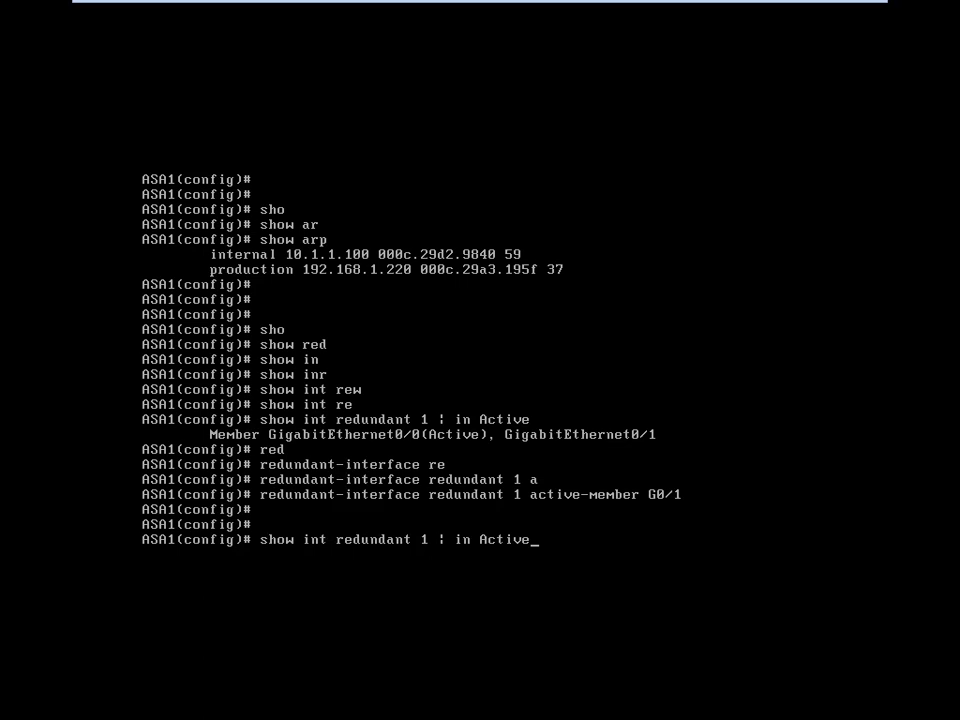 ASA1(config)#
ASA1(config)#
ASA1(config)# sho
ASA1(config)# show ar
ASA1(config)# show arp
internal 10.1.1.100 000c.29d2.9840 59
production 192.168.1.220 000c.29a3.195f 37
ASA1(config)#
ASA1(config)#
ASA1(config)#
ASA1(config)# sho
ASA1(config)# show red
ASA1(config)# show in
ASA1(config)# show inr
ASA1(config)# show int rew
ASA1(config)# show int re
ASA1(config)# show int redundant 1 | in Active
Member GigabitEthernet0/0(Active), GigabitEthernet0/1
ASA1(config)# red
ASA1(config)# redundant-interface re
ASA1(config)# redundant-interface redundant 1 a
ASA1(config)# redundant-interface redundant 1 active-member G0/1
ASA1(config)#
ASA1(config)#
ASA1(config)# show int redundant 1 | in Active_